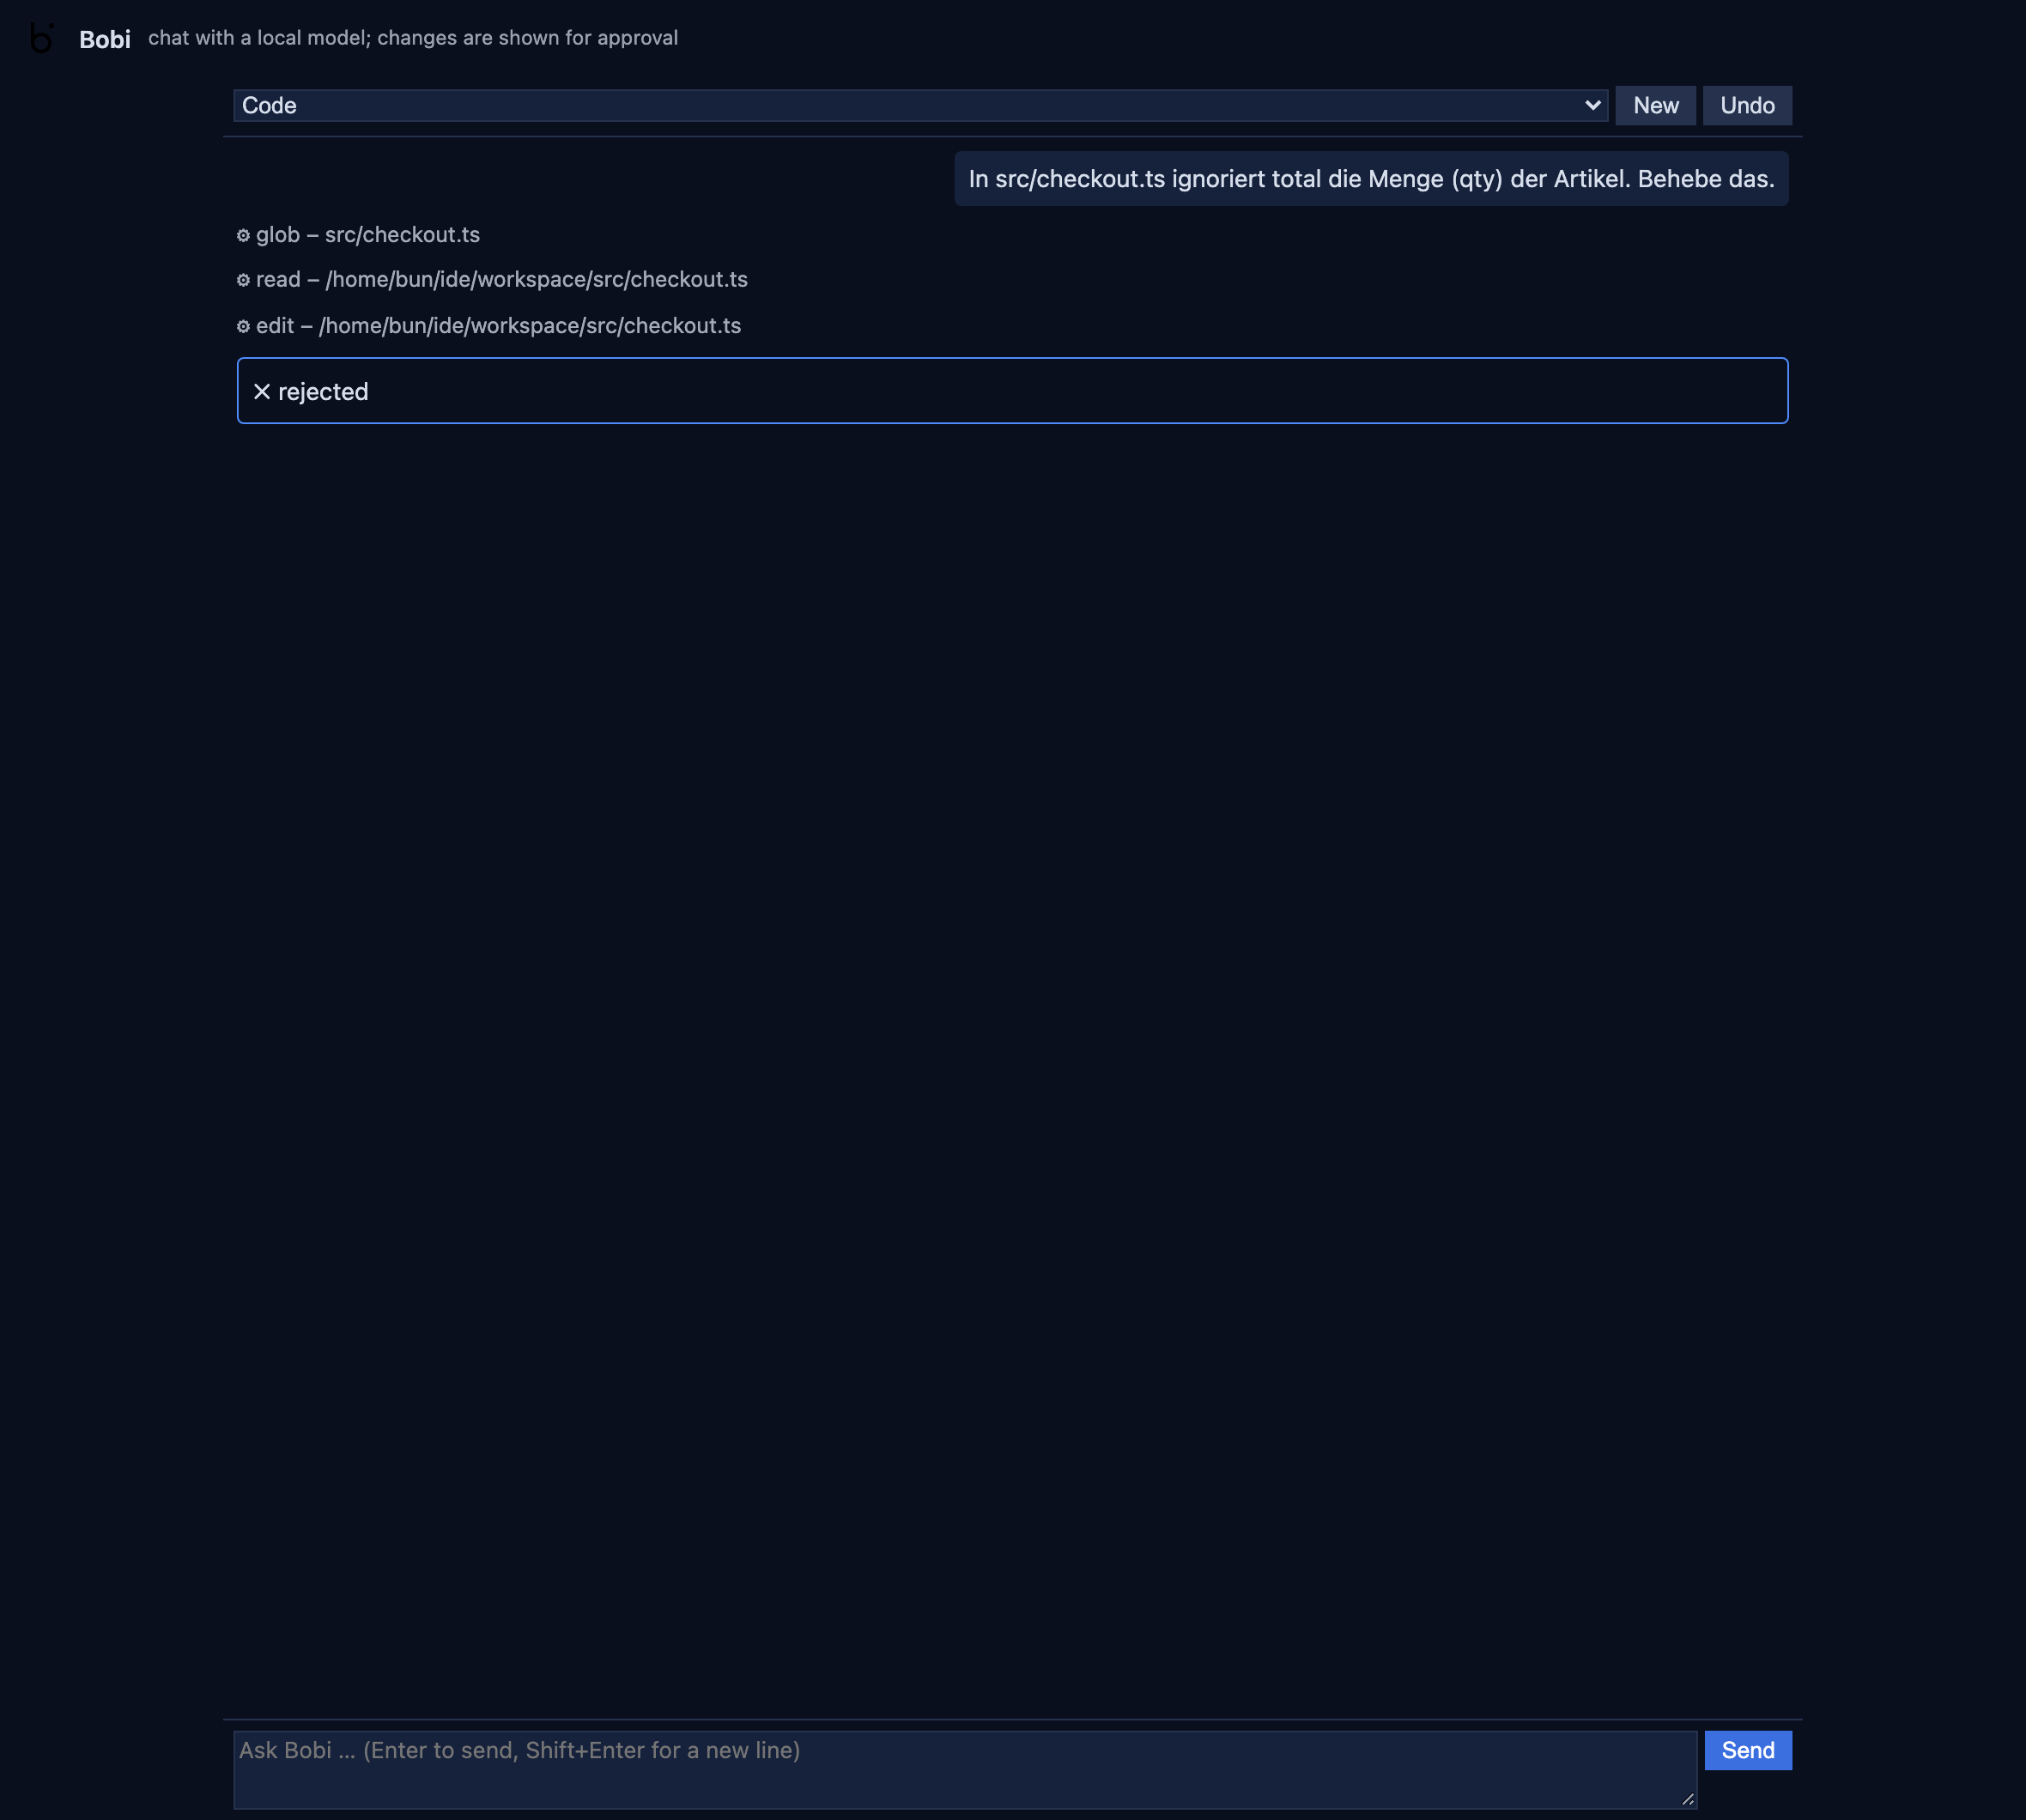 Bobi chat with a local model; changes are shown for approval
Code New Undo
In src/checkout.ts ignoriert total die Menge (qty) der Artikel. Behebe das.
⚙ glob – src/checkout.ts
⚙ read – /home/bun/ide/workspace/src/checkout.ts
⚙ edit – /home/bun/ide/workspace/src/checkout.ts
✕ rejected
Ask Bobi ... (Enter to send, Shift+Enter for a new line) Send